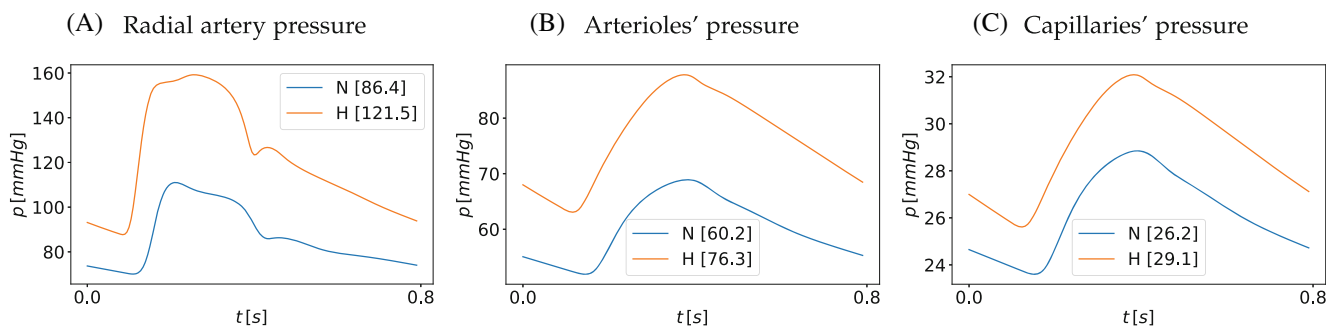 (A) Radial artery pressure
160
140
120
100
80
p [mmHg]
N [86.4]
H [121.5]
0.0
0.8
t [s]
(B) Arterioles’ pressure
80
70
60
p [mmHg]
N [60.2]
H [76.3]
0.0
0.8
t [s]
(C) Capillaries’ pressure
32
30
28
26
24
p [mmHg]
N [26.2]
H [29.1]
0.0
0.8
t [s]